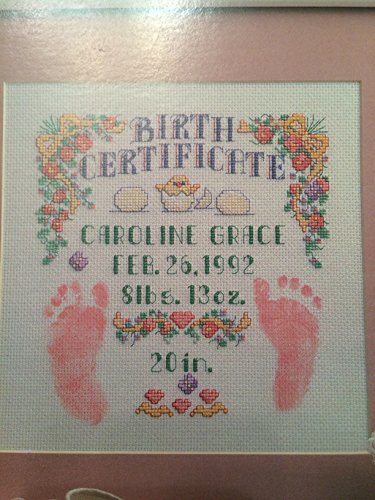 BIRTH
CERTIFICATE
CAROLINE GRACE
FEB. 26, 1992
8lbs. 13oz.
20in.